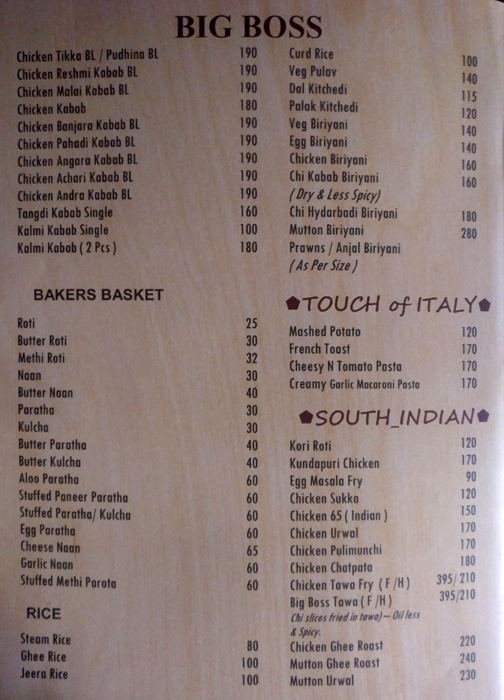 BIG BOSS
Chicken Tikka BL / Pudhina BL 190
Chicken Reshmi Kabab BL 190
Chicken Malai Kabab BL 190
Chicken Kabab 180
Chicken Banjara Kabab BL 190
Chicken Pahadi Kabab BL 190
Chicken Angara Kabab BL 190
Chicken Achari Kabab BL 190
Chicken Andra Kabab BL 190
Tangdi Kabab Single 160
Kalmi Kabab Single 100
Kalmi Kabab ( 2 Pcs ) 180
BAKERS BASKET
Roti 25
Butter Roti 30
Methi Roti 32
Naan 30
Butter Naan 40
Paratha 30
Kulcha 30
Butter Paratha 40
Butter Kulcha 40
Aloo Paratha 60
Stuffed Paneer Paratha 60
Stuffed Paratha/ Kulcha 60
Egg Paratha 60
Cheese Naan 65
Garlic Naan 60
Stuffed Methi Parota 60
RICE
Steam Rice 80
Ghee Rice 100
Jeera Rice 100
Curd Rice 100
Veg Pulav 140
Dal Kitchedi 115
Palak Kitchedi 120
Veg Biriyani 140
Egg Biriyani 140
Chicken Biriyani 160
Chi Kabab Biriyani 160
( Dry & Less Spicy)
Chi Hydarbadi Biriyani 180
Mutton Biriyani 280
Prawns / Anjal Biriyani
( As Per Size )
TOUCH of ITALY
Mashed Potato 120
French Toast 170
Cheesy N Tomato Pasta 170
Creamy Garlic Macaroni Pasta 170
SOUTH_INDIAN
Kori Roti 120
Kundapuri Chicken 170
Egg Masala Fry 90
Chicken Sukka 120
Chicken 65 ( Indian ) 150
Chicken Urwal 170
Chicken Pulimunchi 170
Chicken Chatpata 180
Chicken Tawa Fry ( F /H) 395/ 210
Big Boss Tawa ( F /H ) 395/210
Chi slices fried in tawa) – Oil less
& Spicy.
Chicken Ghee Roast 220
Mutton Ghee Roast 240
Mutton Urwal 230